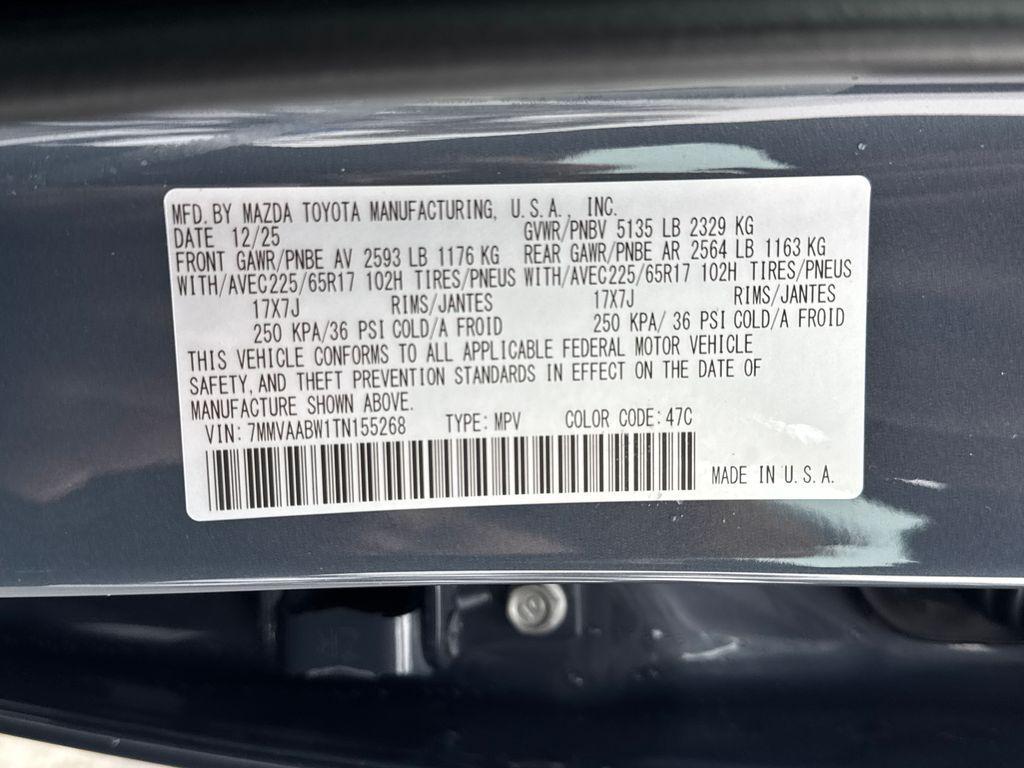 MFD. BY MAZDA TOYOTA MANUFACTURING, U.S.A., INC.
DATE 12/25 GVWR/PNBV 5135 LB 2329 KG
FRONT GAWR/PNBE AV 2593 LB 1176 KG REAR GAWR/PNBE AR 2564 LB 1163 KG
WITH/AVEC225/65R17 102H TIRES/PNEUS WITH/AVEC225/65R17 102H TIRES/PNEUS
17X7J RIMS/JANTES 17X7J RIMS/JANTES
250 KPA/36 PSI COLD/A FROID 250 KPA/ 36 PSI COLD/A FROID
THIS VEHICLE CONFORMS TO ALL APPLICABLE FEDERAL MOTOR VEHICLE
SAFETY, AND THEFT PREVENTION STANDARDS IN EFFECT ON THE DATE OF
MANUFACTURE SHOWN ABOVE.
VIN: 7MMVAABW1TN155268 TYPE: MPV COLOR CODE: 47C
MADE IN U.S.A.